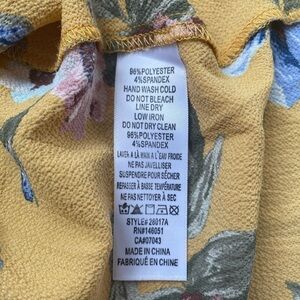 96%POLYESTER
4%SPANDEX
HAND WASH COLD
DO NOT BLEACH
LINE DRY
LOW IRON
DO NOT DRY CLEAN
96%POLYESTER
4%SPANDEX
LAVER A LA MAIN A L'EAU FROIDE
NE PAS JAVELLISER
SUSPENDRE POUR SÉCHER
REPASSER À BASSE TEMPÉRATURE
NE PAS NETTOYER À SEC
STYLE# 28017A
RN#146051
CA#07043
MADE IN CHINA
FABRIQUÉ EN CHINE